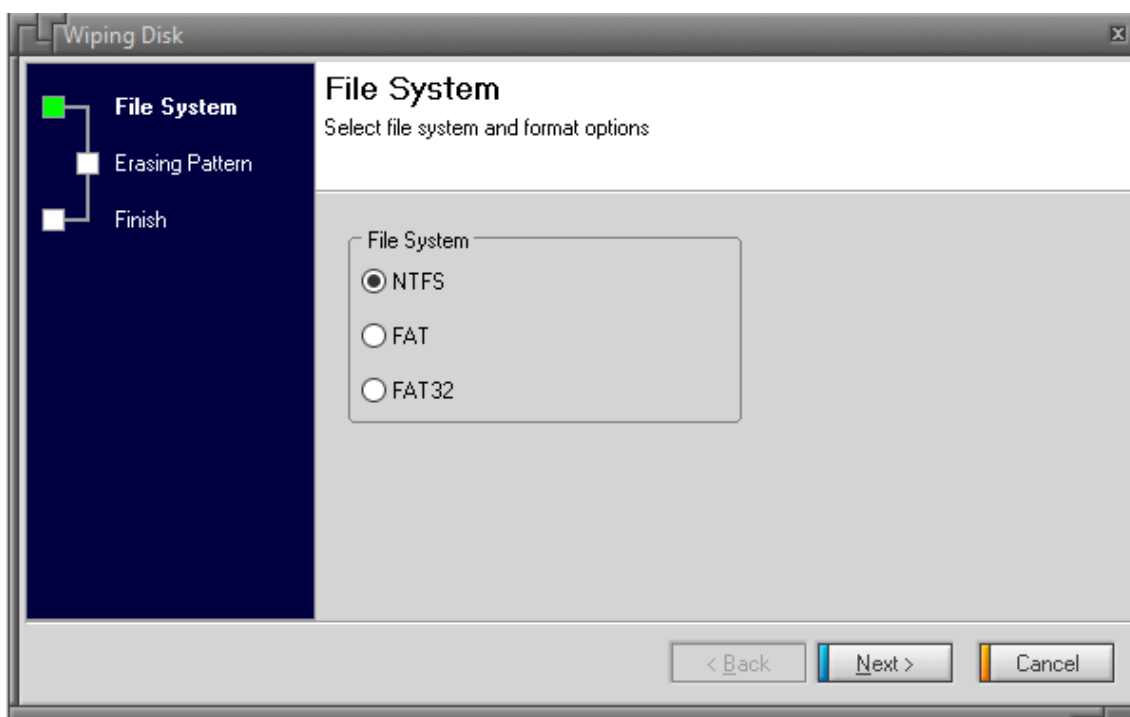 Wiping Disk
File System
Erasing Pattern
Finish
File System
Select file system and format options
File System
NTFS
FAT
FAT32
< Back
Next >
Cancel